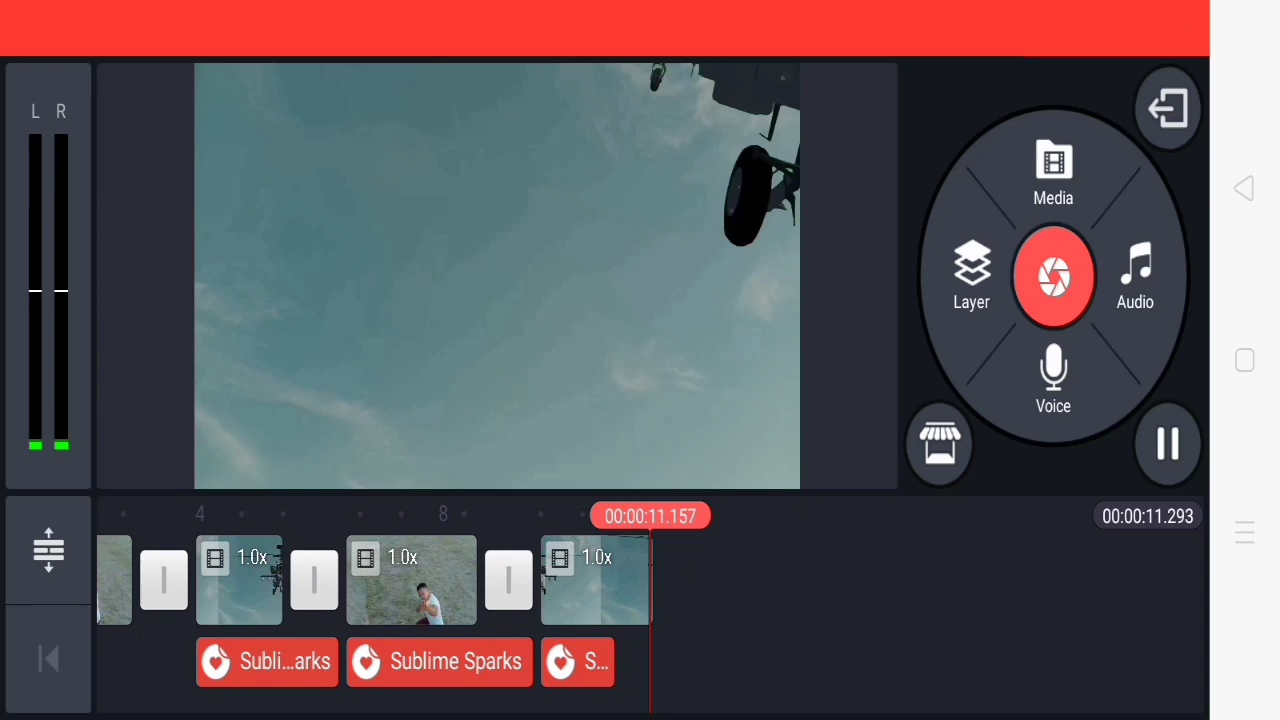 L R
Media
Layer
Audio
Voice
4 8
00:00:11.157
00:00:11.293
1.0x
1.0x
1.0x
Subli...arks
Sublime Sparks
S...